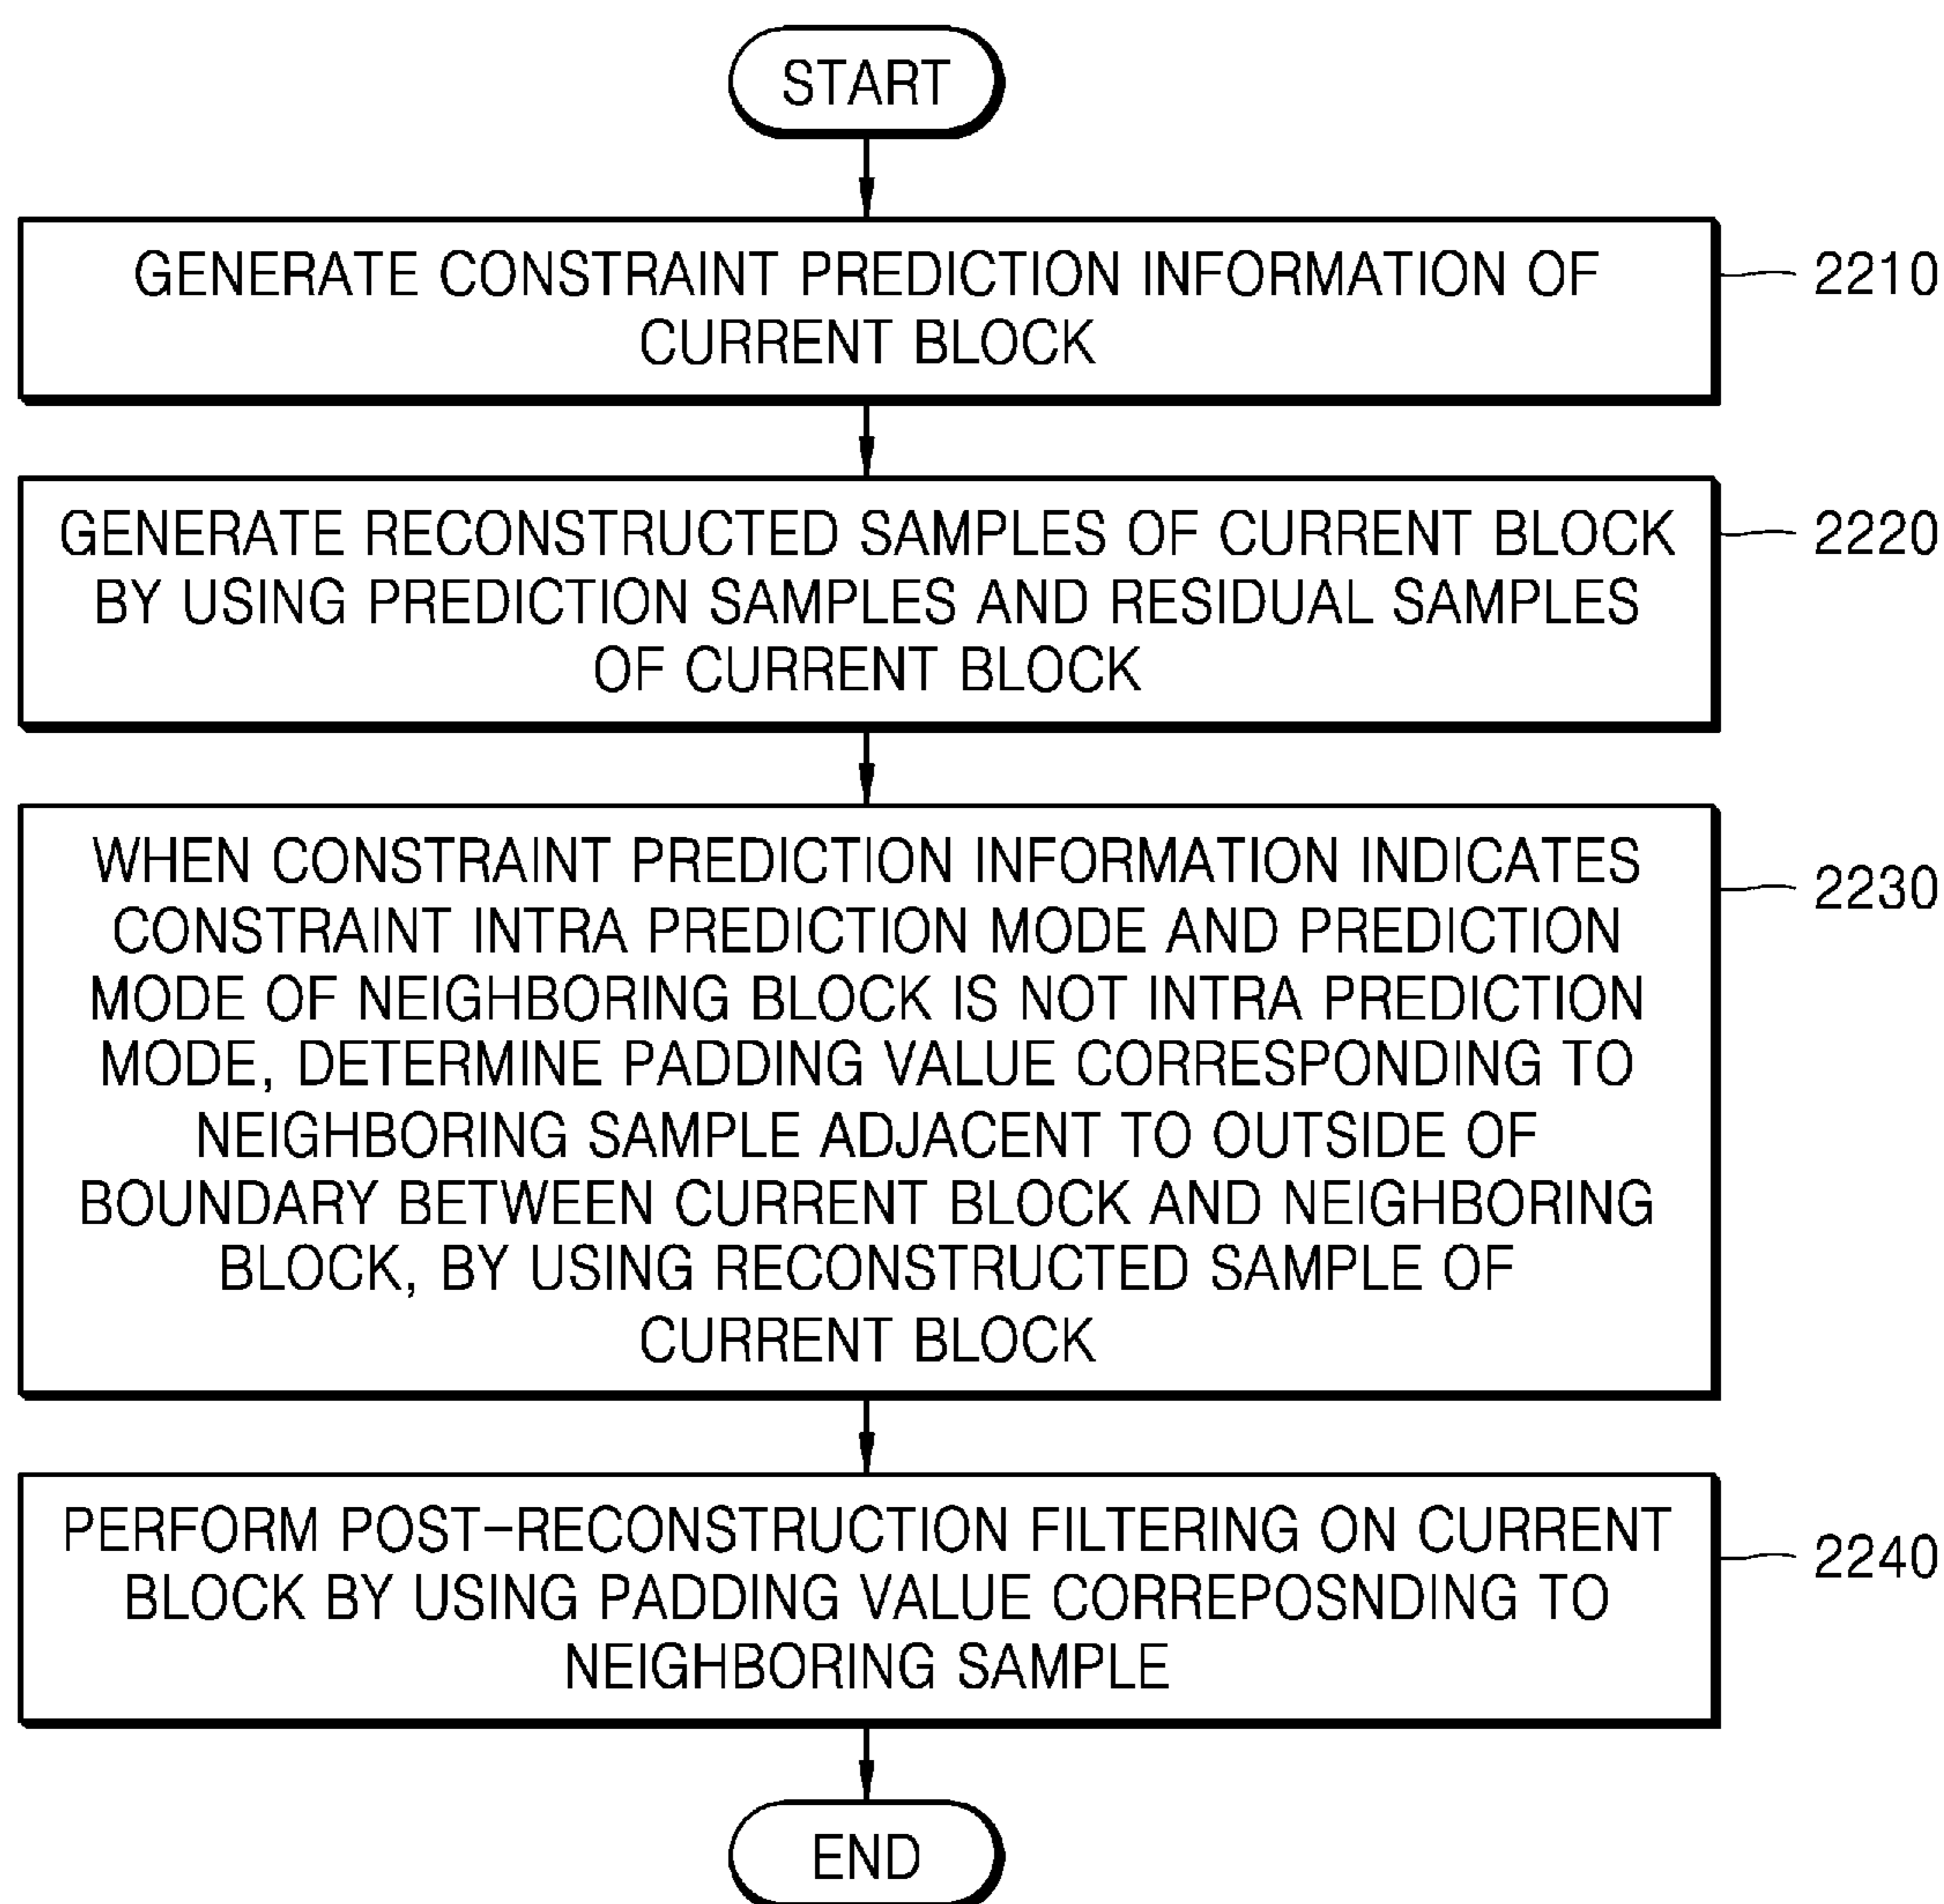 START
GENERATE CONSTRAINT PREDICTION INFORMATION OF
CURRENT BLOCK
2210
GENERATE RECONSTRUCTED SAMPLES OF CURRENT BLOCK
BY USING PREDICTION SAMPLES AND RESIDUAL SAMPLES
OF CURRENT BLOCK
2220
WHEN CONSTRAINT PREDICTION INFORMATION INDICATES
CONSTRAINT INTRA PREDICTION MODE AND PREDICTION
MODE OF NEIGHBORING BLOCK IS NOT INTRA PREDICTION
MODE, DETERMINE PADDING VALUE CORRESPONDING TO
NEIGHBORING SAMPLE ADJACENT TO OUTSIDE OF
BOUNDARY BETWEEN CURRENT BLOCK AND NEIGHBORING
BLOCK, BY USING RECONSTRUCTED SAMPLE OF
CURRENT BLOCK
2230
PERFORM POST-RECONSTRUCTION FILTERING ON CURRENT
BLOCK BY USING PADDING VALUE CORREPOSNDING TO
NEIGHBORING SAMPLE
2240
END